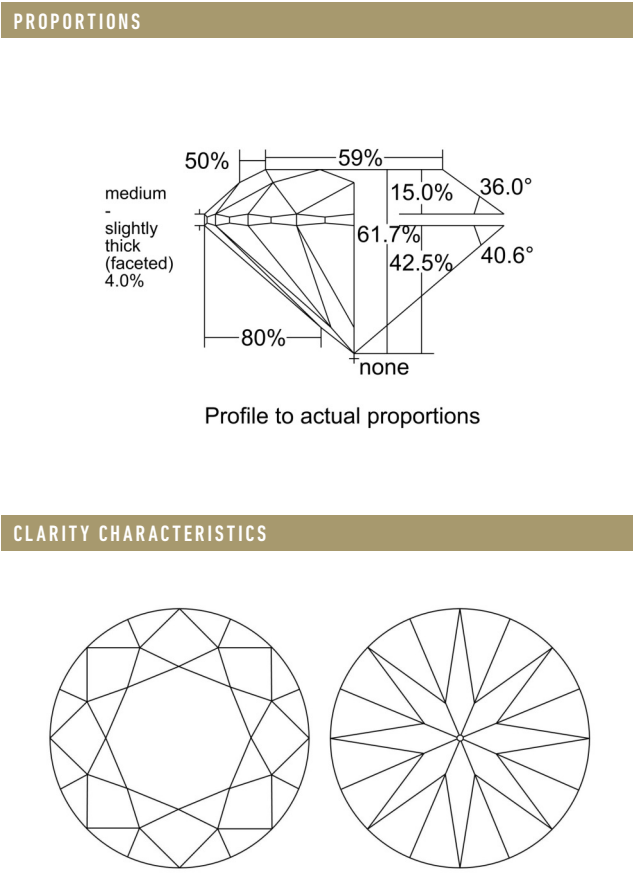 PROPORTIONS
50%
59%
medium
-
slightly
thick
(faceted)
4.0%
15.0%
36.0°
61.7%
42.5%
40.6°
80%
none
Profile to actual proportions
CLARITY CHARACTERISTICS